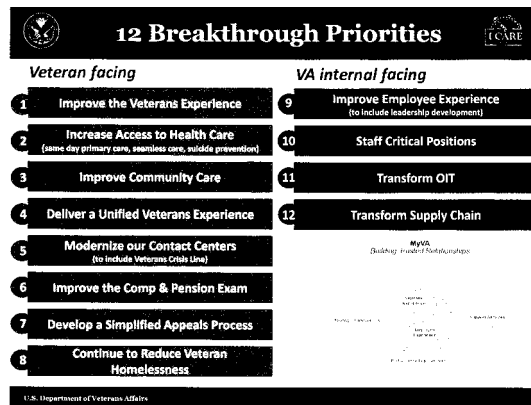 12 Breakthrough Priorities
I CARE
Veteran facing
1 Improve the Veterans Experience
2 Increase Access to Health Care
(same day primary care, seamless care, suicide prevention)
3 Improve Community Care
4 Deliver a Unified Veterans Experience
5 Modernize our Contact Centers
(to include Veterans Crisis Line)
6 Improve the Comp & Pension Exam
7 Develop a Simplified Appeals Process
8 Continue to Reduce Veteran
Homelessness
VA internal facing
9 Improve Employee Experience
(to include leadership development)
10 Staff Critical Positions
11 Transform OIT
12 Transform Supply Chain
MyVA
Building Trusted Relationships
U.S. Department of Veterans Affairs